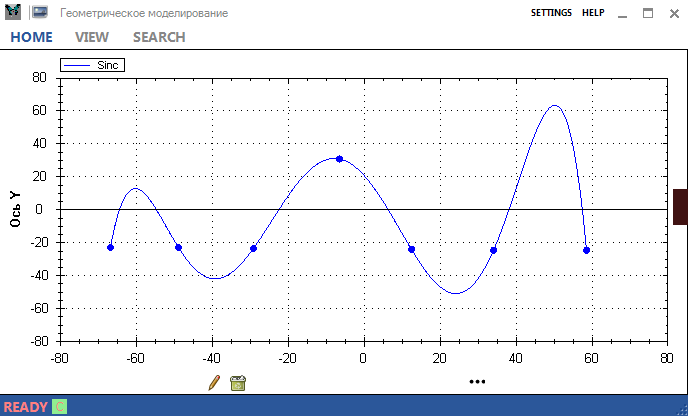 Геометрическое моделирование
SETTINGS HELP
HOME VIEW SEARCH
Sinc
80
60
40
20
0
-20
-40
-60
-80
Ось Y
-80 -60 -40 -20 0 20 40 60 80
...
READY C